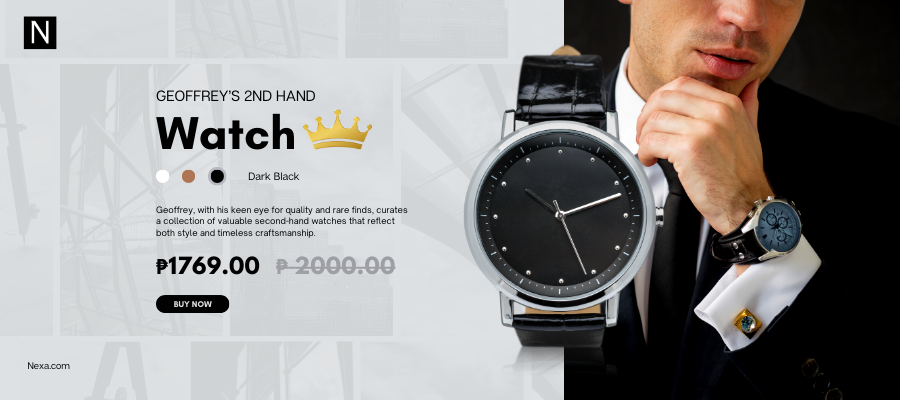 N
GEOFFREY'S 2ND HAND
Watch
Dark Black
Geoffrey, with his keen eye for quality and rare finds, curates
a collection of valuable second-hand watches that reflect
both style and timeless craftsmanship.
₱1769.00 ₱ 2000.00
BUY NOW
Nexa.com